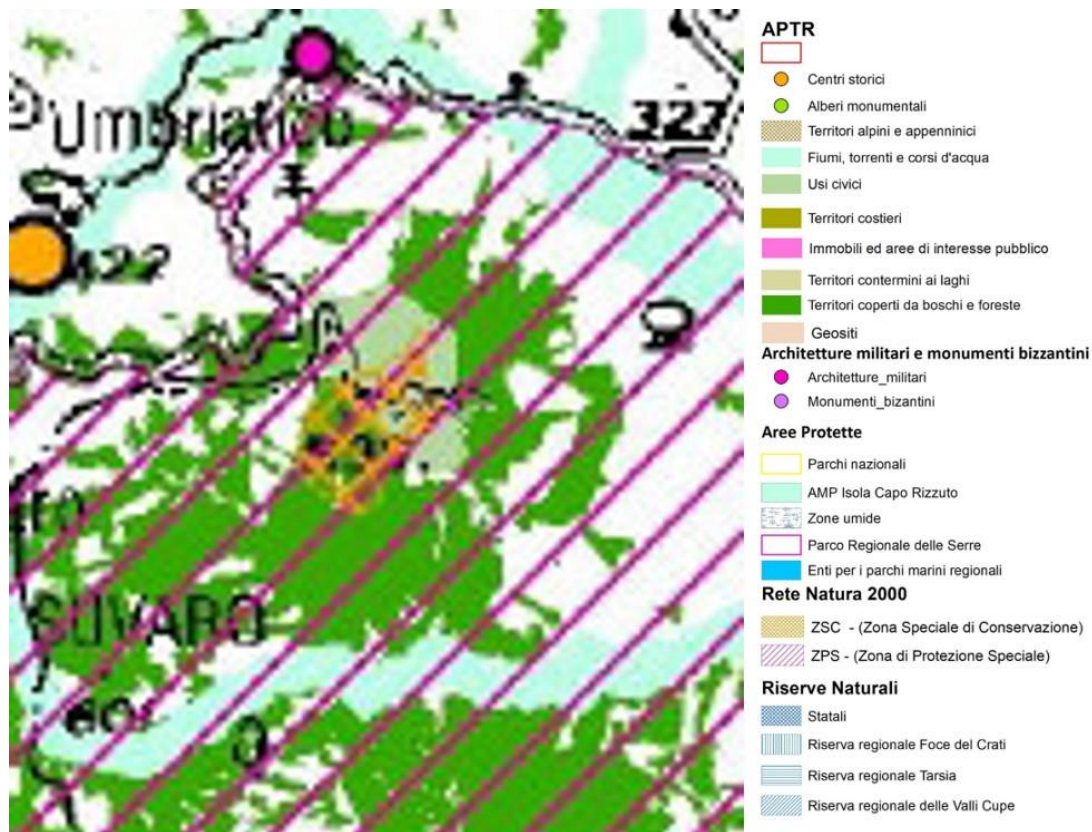 Umbriatico
327
422
SUVARO
APTR
Centri storici
Alberi monumentali
Territori alpini e appenninici
Fiumi, torrenti e corsi d'acqua
Usi civici
Territori costieri
Immobili ed aree di interesse pubblico
Territori contermini ai laghi
Territori coperti da boschi e foreste
Geositi
Architetture militari e monumenti bizzantini
Architetture_militari
Monumenti_bizantini
Aree Protette
Parchi nazionali
AMP Isola Capo Rizzuto
Zone umide
Parco Regionale delle Serre
Enti per i parchi marini regionali
Rete Natura 2000
ZSC - (Zona Speciale di Conservazione)
ZPS - (Zona di Protezione Speciale)
Riserve Naturali
Statali
Riserva regionale Foce del Crati
Riserva regionale Tarsia
Riserva regionale delle Valli Cupe